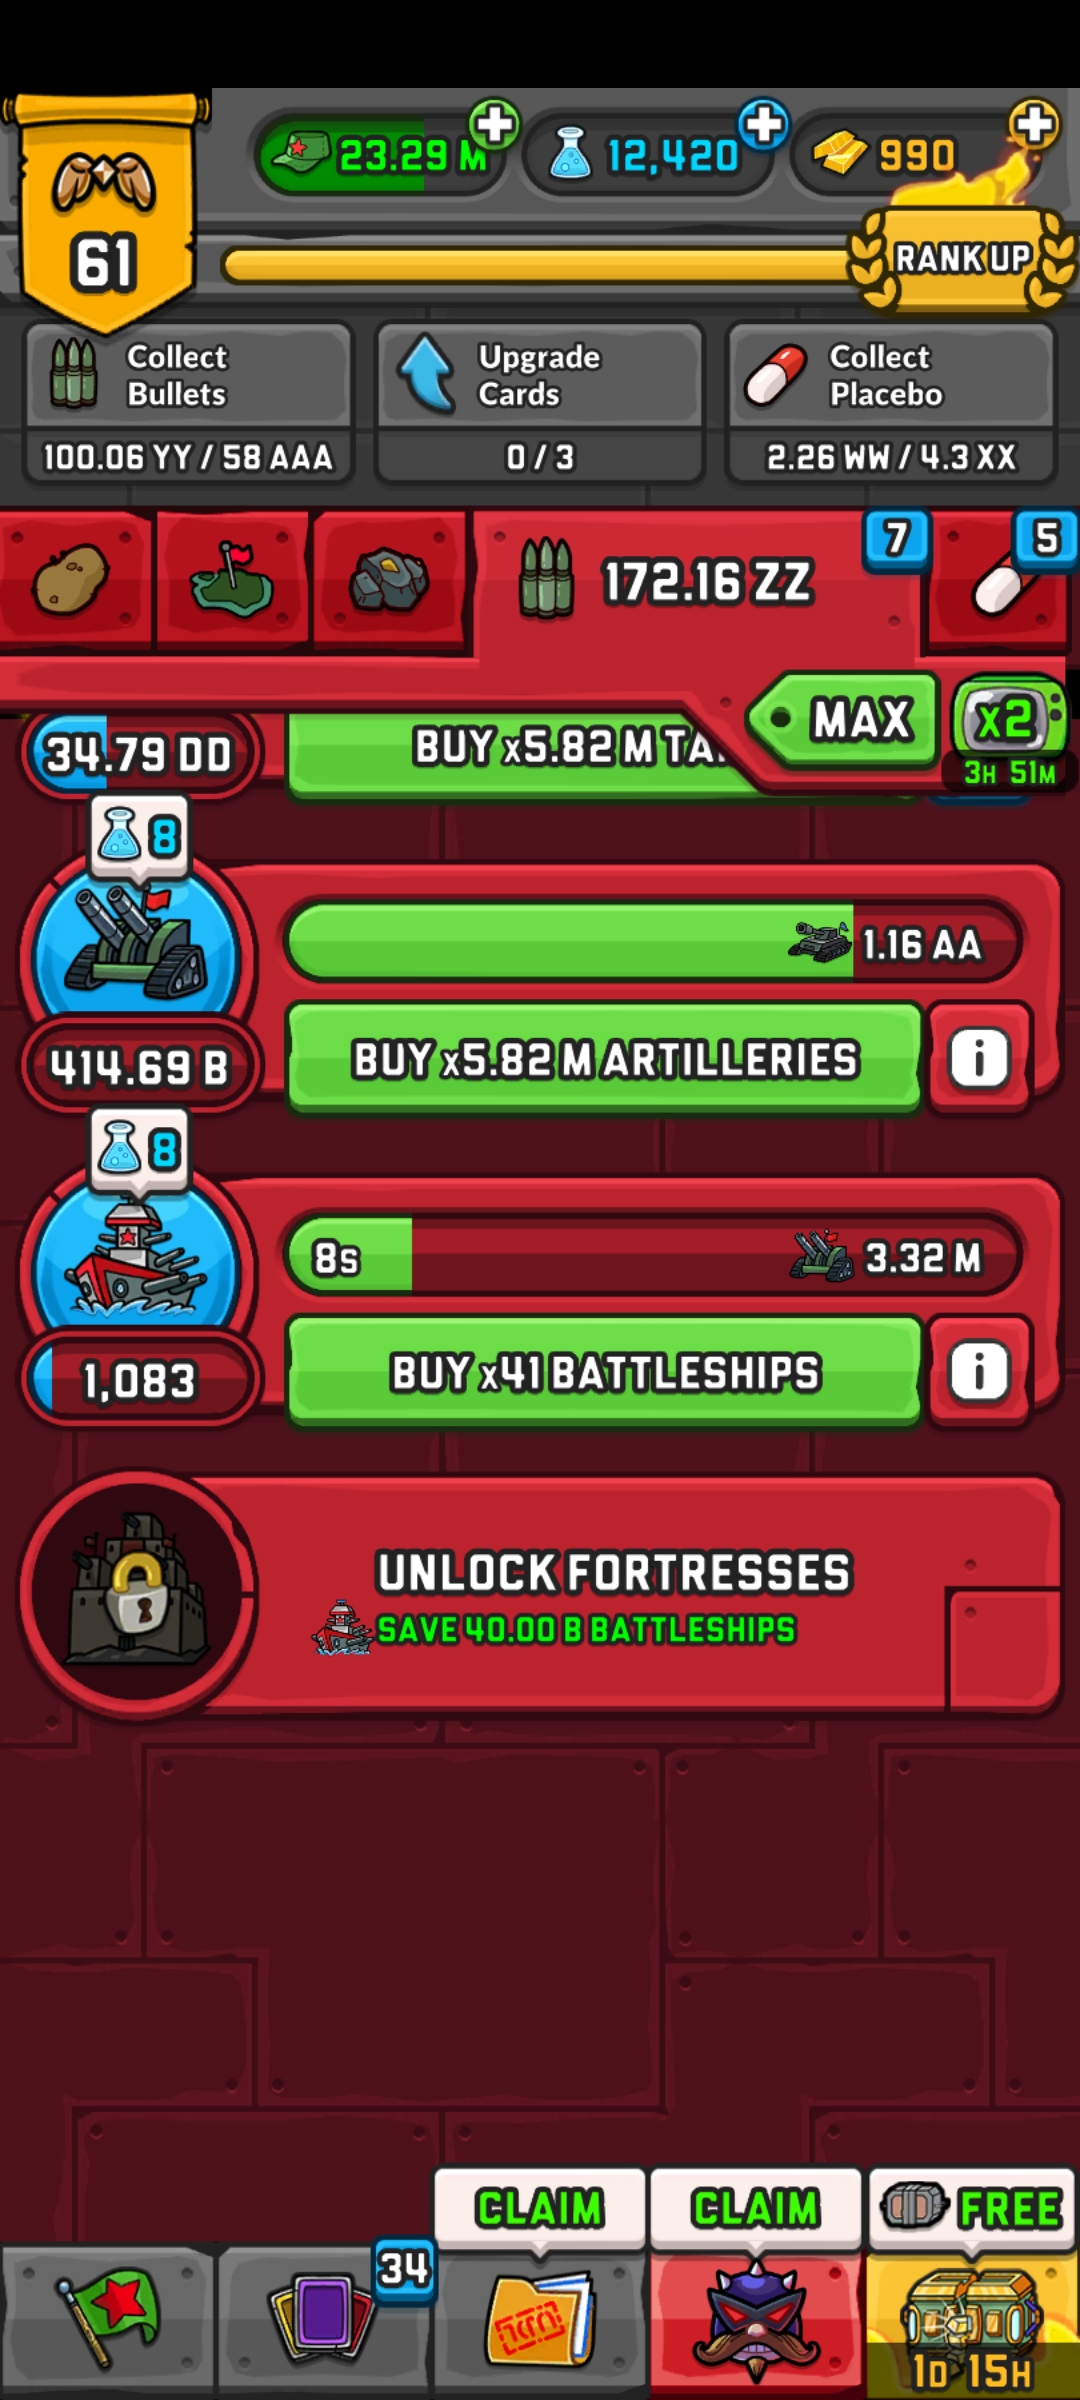 23.29 M
12,420
990
61
RANK UP
Collect
Bullets
100.06 YY / 58 AAA
Upgrade
Cards
0 / 3
Collect
Placebo
2.26 WW / 4.3 XX
172.16 ZZ
7
5
MAX
x2
3H 51M
34.79 DD
BUY x5.82 M TA
8
1.16 AA
414.69 B
BUY x5.82 M ARTILLERIES
i
8
8s
3.32 M
1,083
BUY x41 BATTLESHIPS
i
UNLOCK FORTRESSES
SAVE 40.00 B BATTLESHIPS
CLAIM
CLAIM
FREE
34
1D 15H